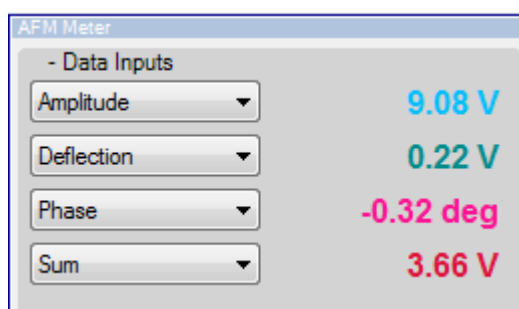 AFM Meter
- Data Inputs
Amplitude 9.08 V
Deflection 0.22 V
Phase -0.32 deg
Sum 3.66 V